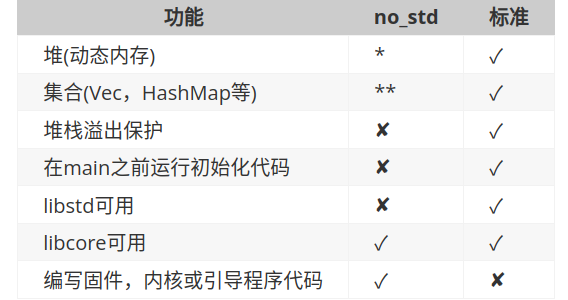 功能 no_std 标准
堆(动态内存) * ✓
集合(Vec，HashMap等) ** ✓
堆栈溢出保护 ✘ ✓
在main之前运行初始化代码 ✘ ✓
libstd可用 ✘ ✓
libcore可用 ✓ ✓
编写固件，内核或引导程序代码 ✓ ✘